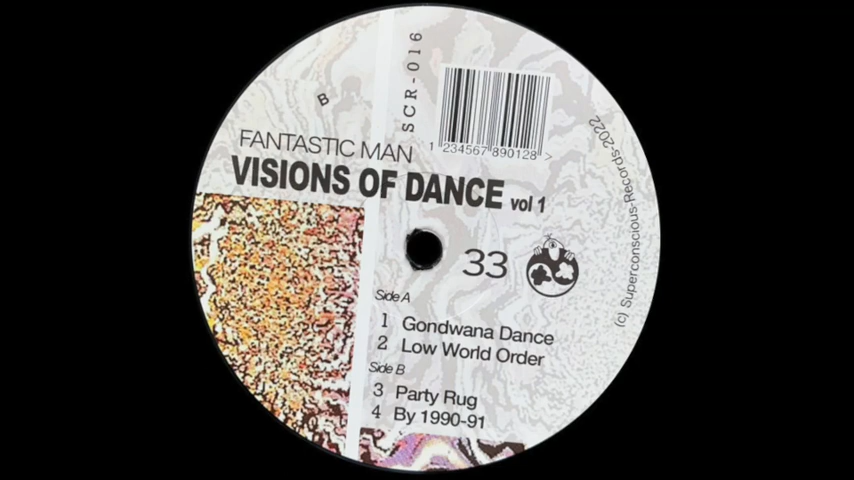 B
SCR-016
1 234567 890128 >
FANTASTIC MAN
VISIONS OF DANCE vol 1
33
(c) Superconscious-Records-2022
Side A
1 Gondwana Dance
2 Low World Order
Side B
3 Party Rug
4 By 1990-91